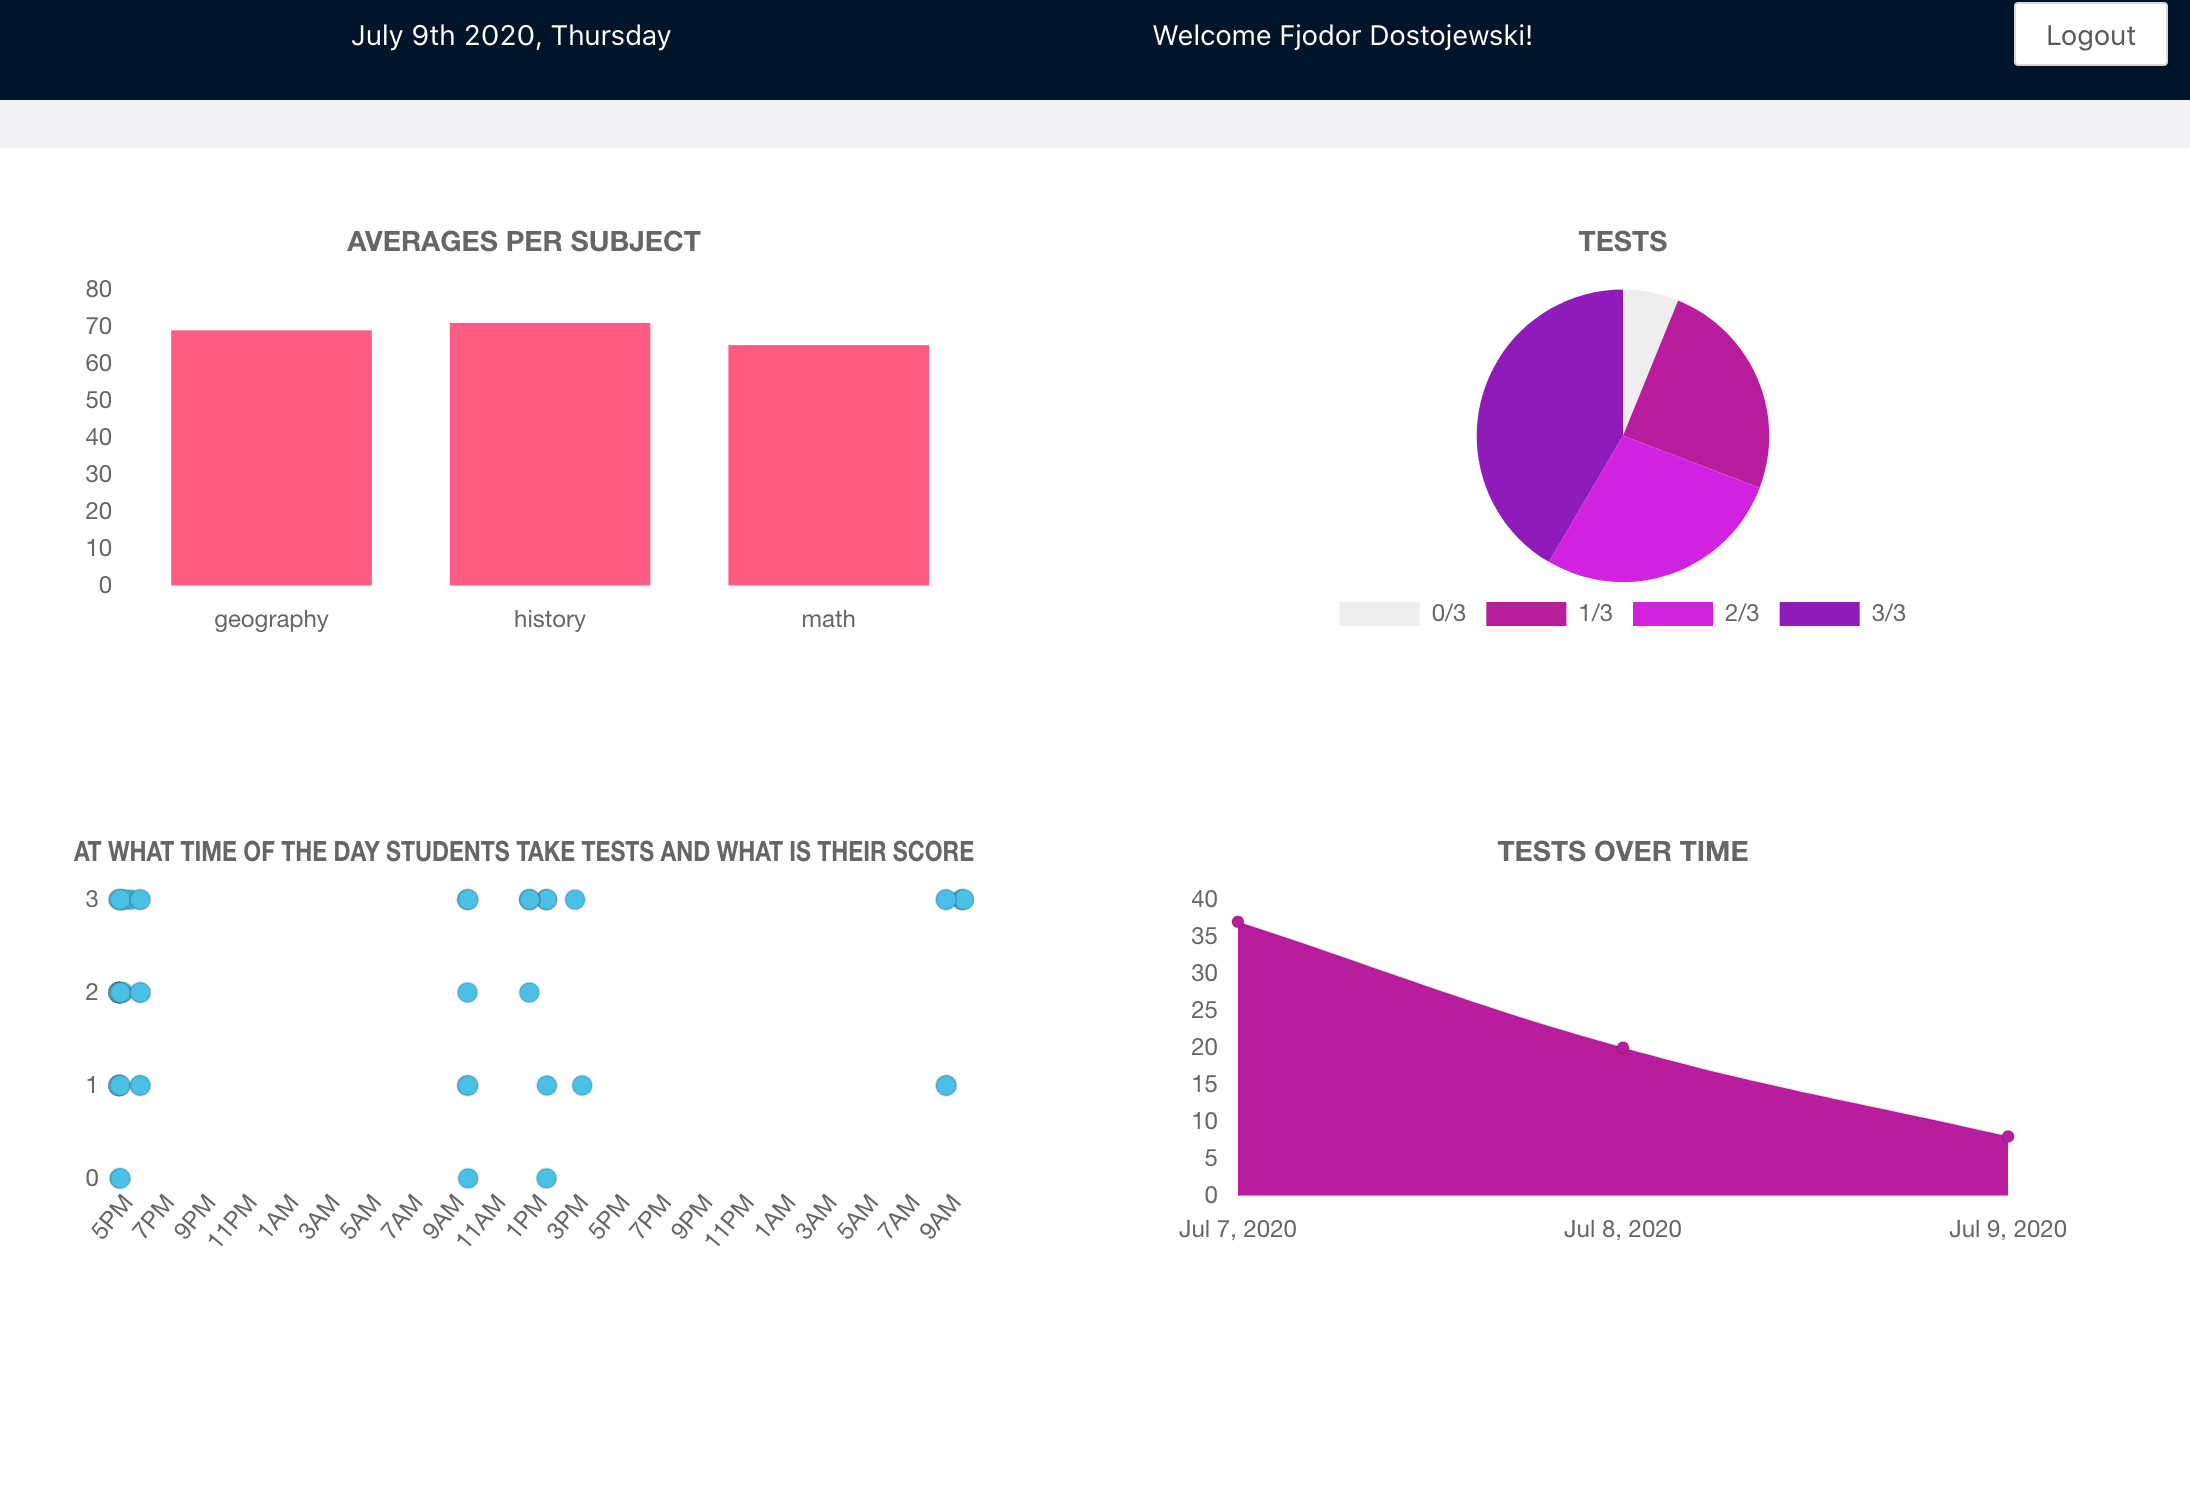 July 9th 2020, Thursday
Welcome Fjodor Dostojewski!
Logout
AVERAGES PER SUBJECT
80
70
60
50
40
30
20
10
0
geography history math
TESTS
0/3 1/3 2/3 3/3
AT WHAT TIME OF THE DAY STUDENTS TAKE TESTS AND WHAT IS THEIR SCORE
3
2
1
0
5PM 7PM 9PM 11PM 1AM 3AM 5AM 7AM 9AM 11AM 1PM 3PM 5PM 7PM 9PM 11PM 1AM 3AM 5AM 7AM 9AM
TESTS OVER TIME
40
35
30
25
20
15
10
5
0
Jul 7, 2020 Jul 8, 2020 Jul 9, 2020